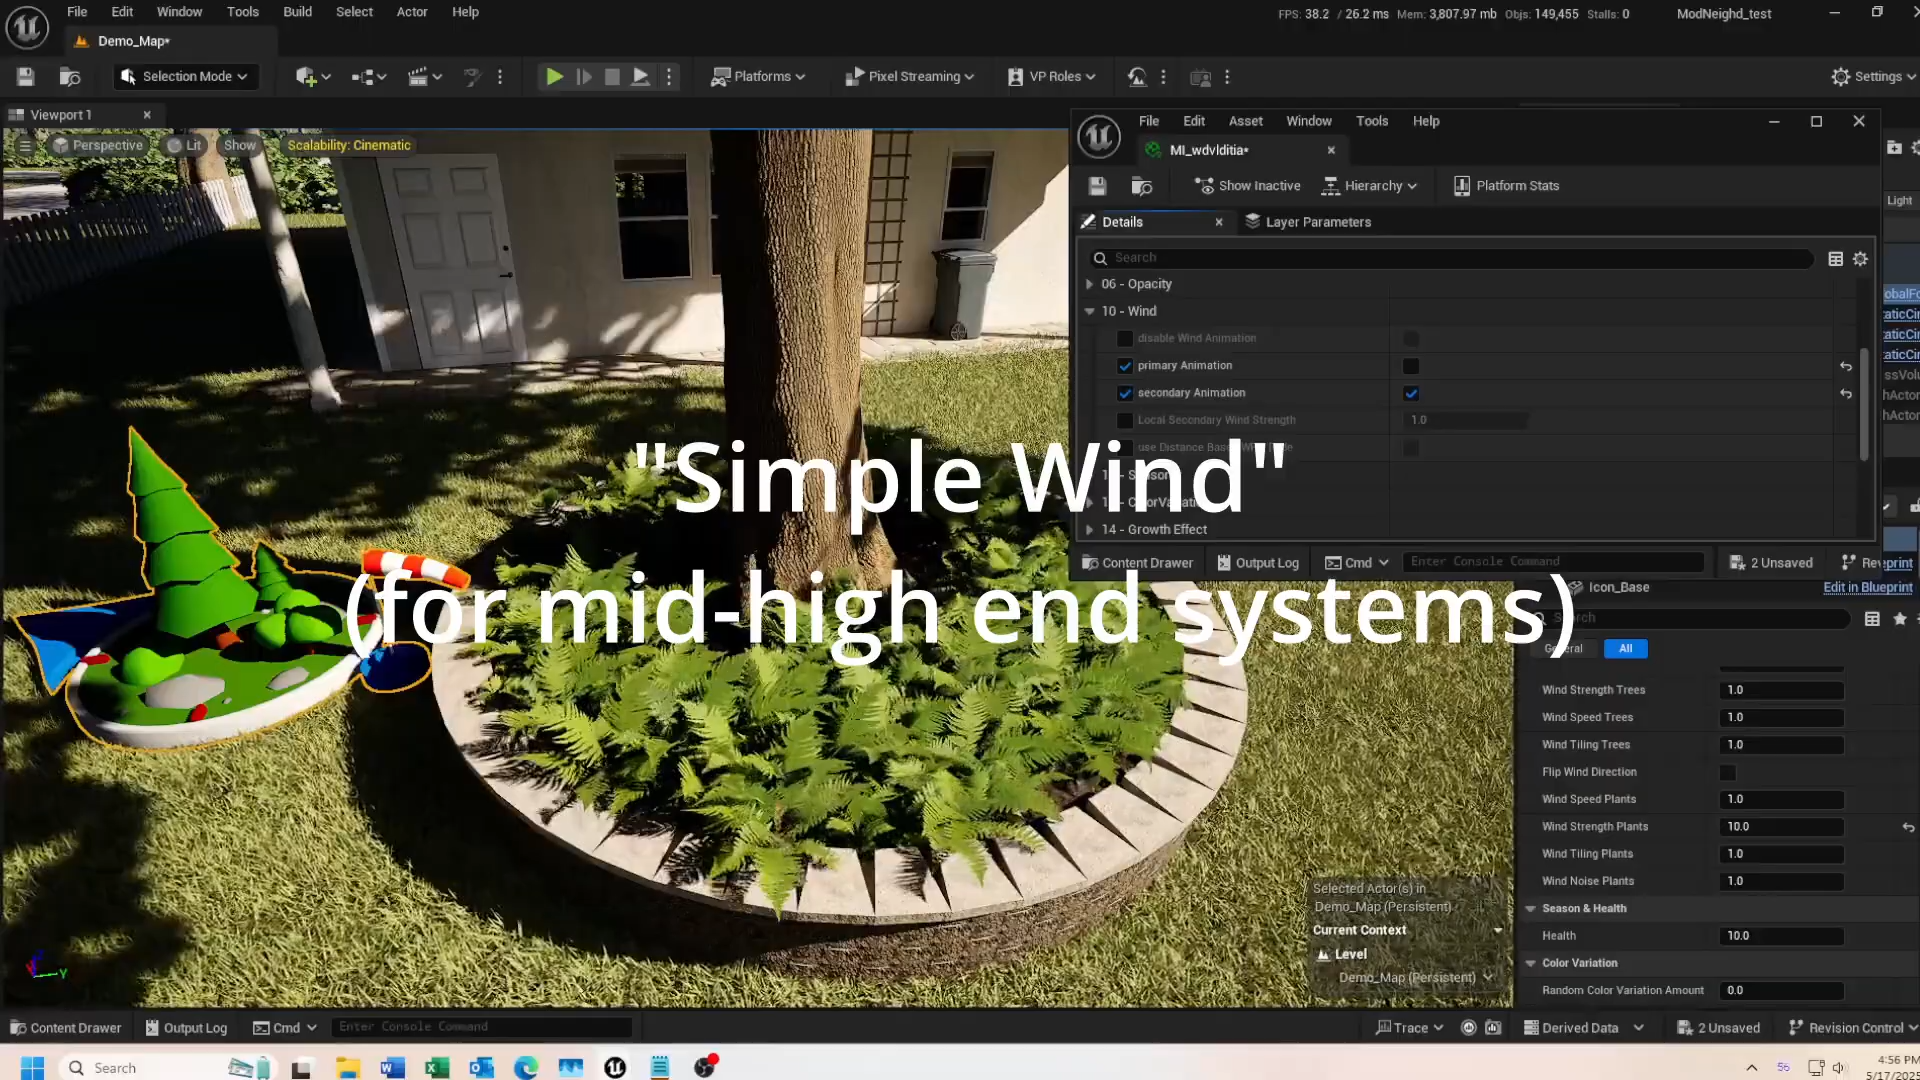 File Edit Window Tools Build Select Actor Help
FPS: 38.2 / 26.2 ms Mem: 3,807.97 mb Objs: 149,455 Stalls: 0
ModNeighd_test
Demo_Map*
Selection Mode
Platforms
Pixel Streaming
VP Roles
Settings
Viewport 1
Perspective Lit Show Scalability: Cinematic
File Edit Asset Window Tools Help
MI_wdvlditia*
Show Inactive Hierarchy Platform Stats
Details Layer Parameters
Search
06 - Opacity
10 - Wind
disable Wind Animation
primary Animation
secondary Animation
Local Secondary Wind Strength 1.0
14 - Growth Effect
Content Drawer Output Log Cmd Enter Console Command 2 Unsaved
Light
"Simple Wind"
(for mid-high end systems)
Icon_Base Edit in Blueprint
Search
General All
Wind Strength Trees 1.0
Wind Speed Trees 1.0
Wind Tiling Trees 1.0
Flip Wind Direction
Wind Speed Plants 1.0
Wind Strength Plants 10.0
Wind Tiling Plants 1.0
Wind Noise Plants 1.0
Season & Health
Health 10.0
Color Variation
Random Color Variation Amount 0.0
Selected Actor(s) in
Demo_Map (Persistent)
Current Context
Level
Demo_Map (Persistent)
Y
Content Drawer Output Log Cmd Enter Console Command
Trace Derived Data 2 Unsaved Revision Control
Search
56
4:56 PM